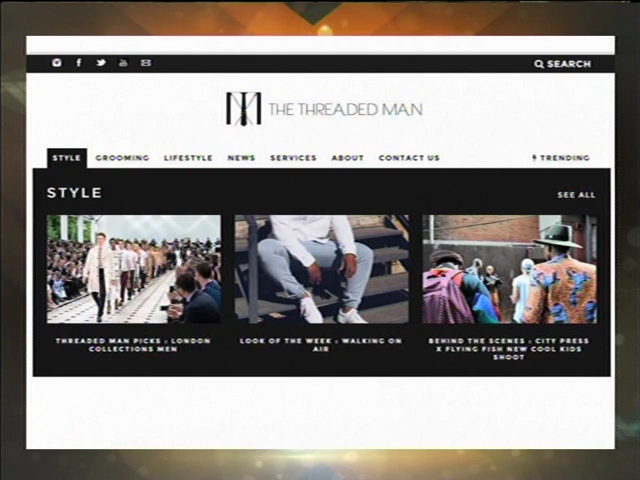 SEARCH
THE THREADED MAN
STYLE GROOMING LIFESTYLE NEWS SERVICES ABOUT CONTACT US TRENDING
STYLE SEE ALL
THREADED MAN PICKS : LONDON
COLLECTIONS MEN
LOOK OF THE WEEK : WALKING ON
AIR
BEHIND THE SCENES : CITY PRESS
X FLYING FISH NEW COOL KIDS
SHOOT